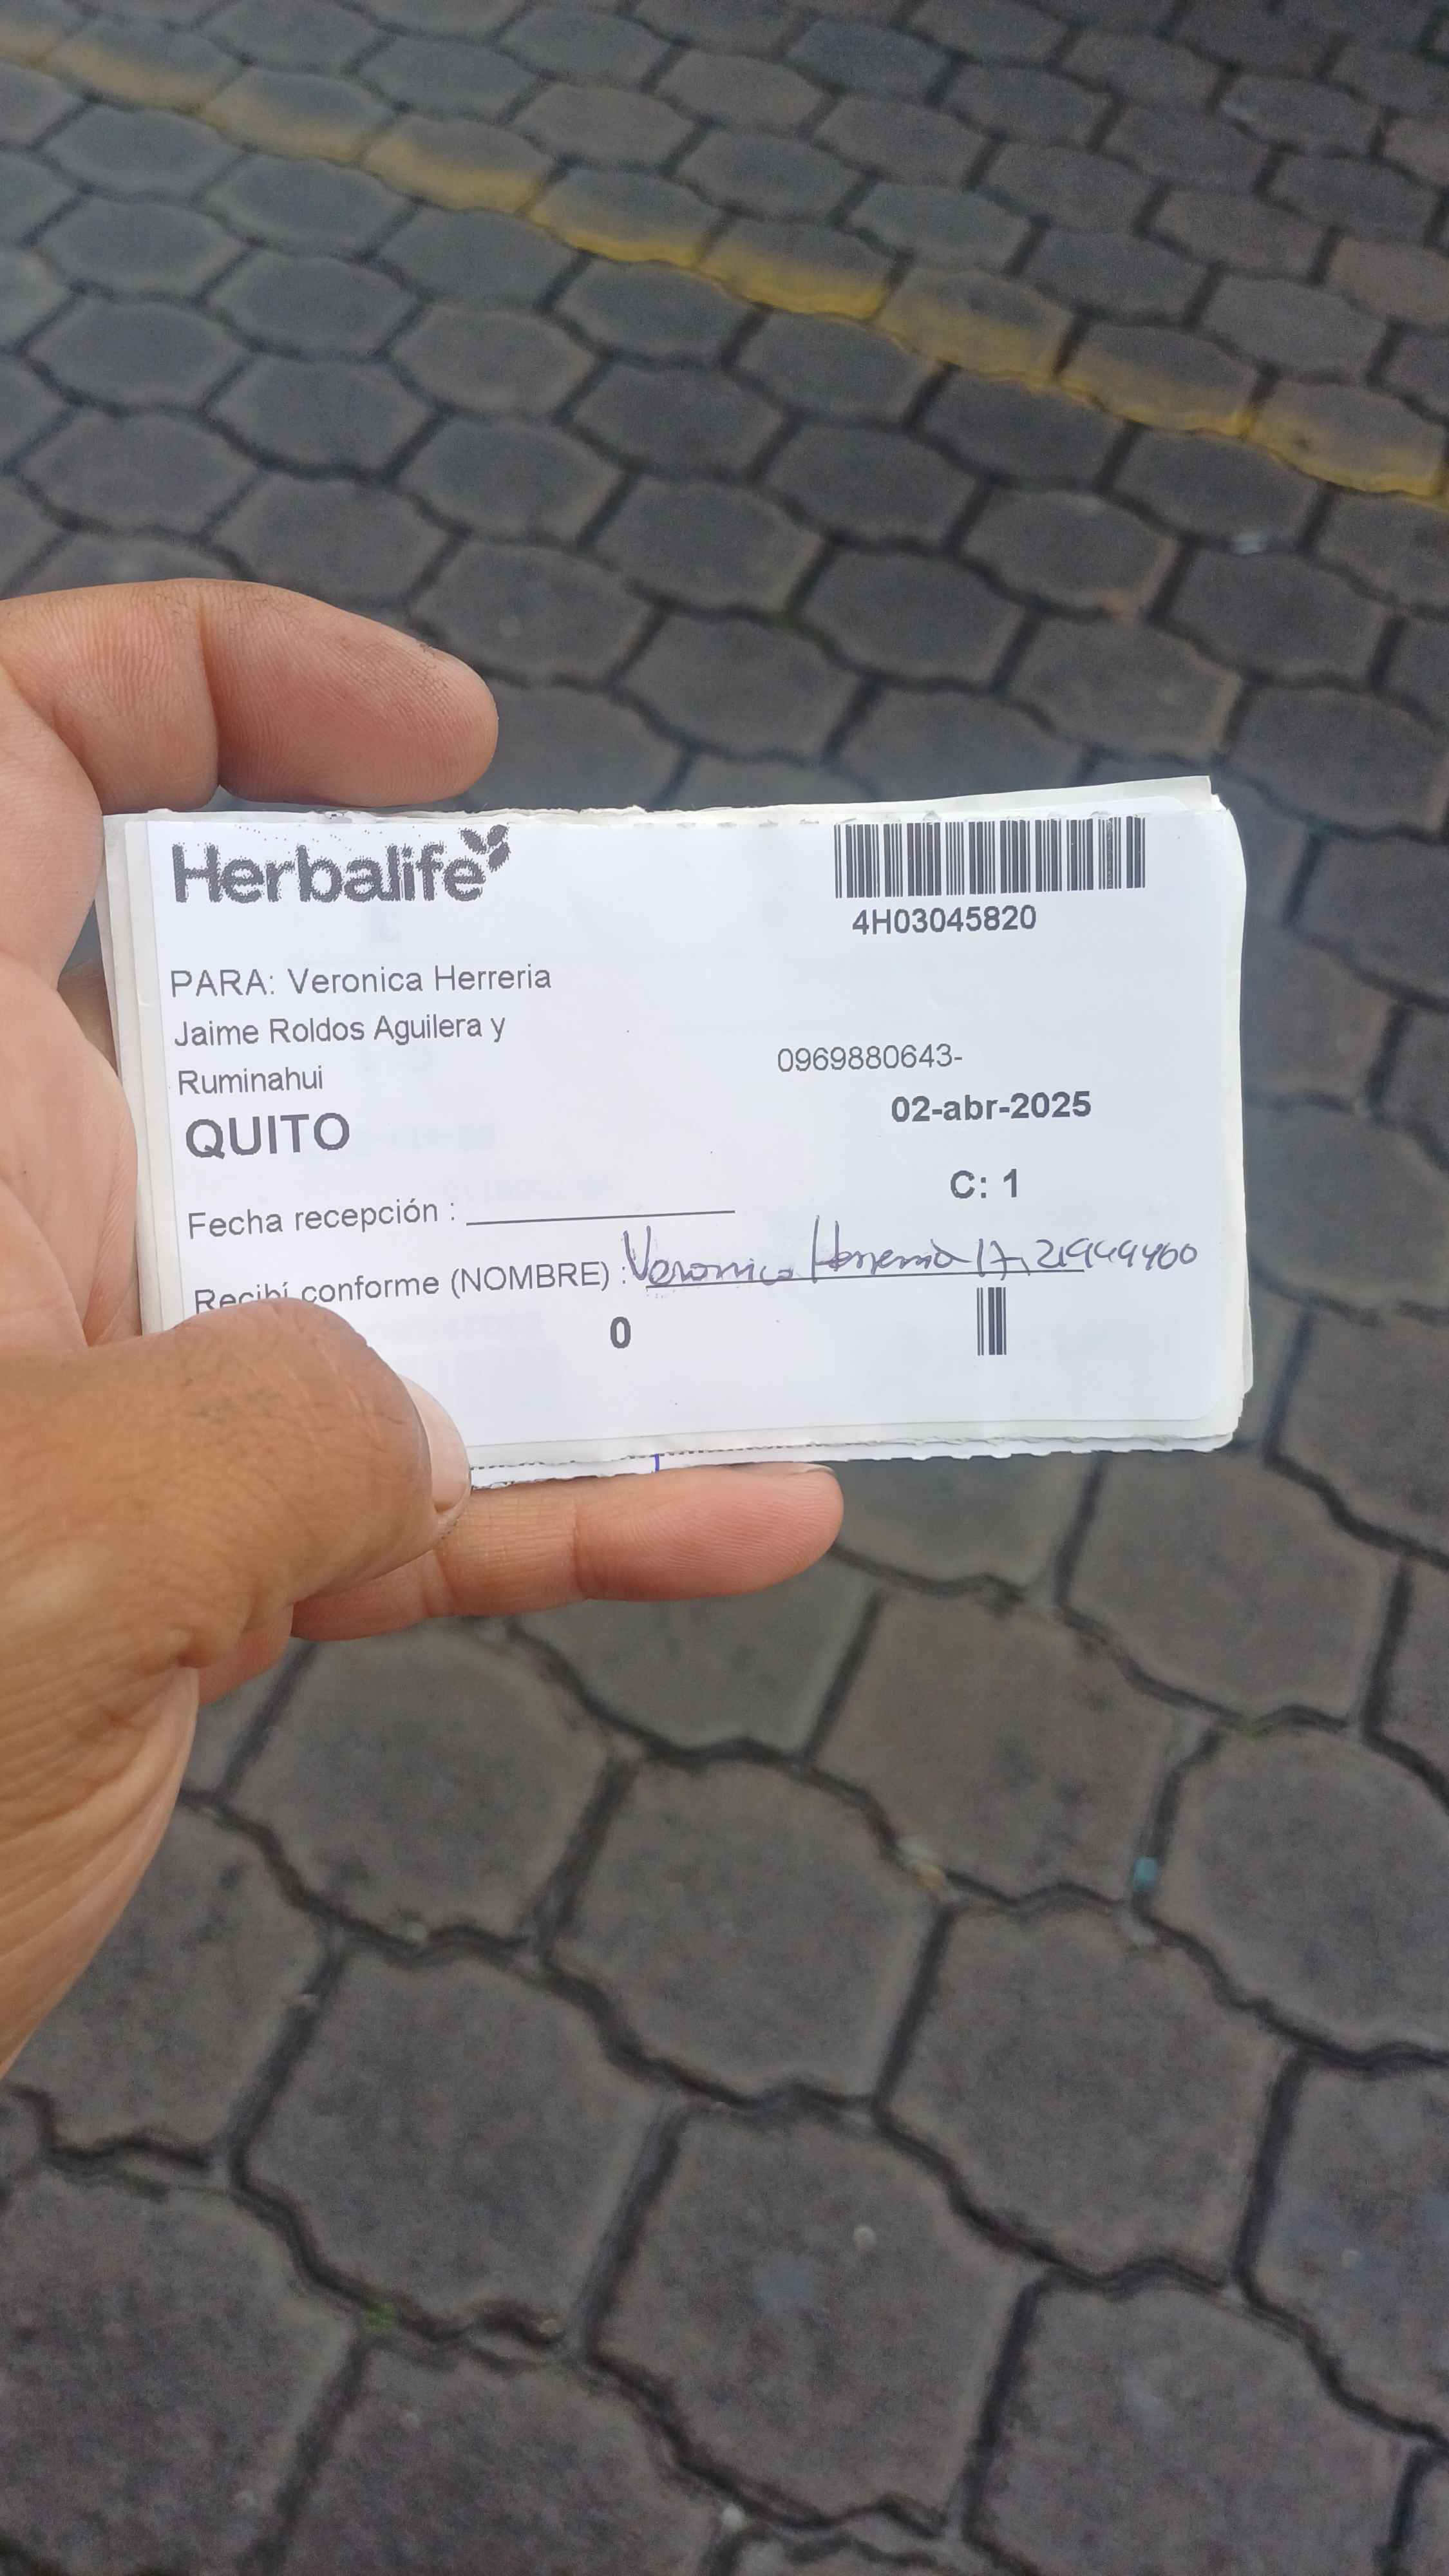 Herbalife
4H03045820
PARA: Veronica Herreria
Jaime Roldos Aguilera y
Ruminahui
0969880643-
QUITO
02-abr-2025
C: 1
Fecha recepción :
Recibí conforme (NOMBRE) : Veronica Herreria
0